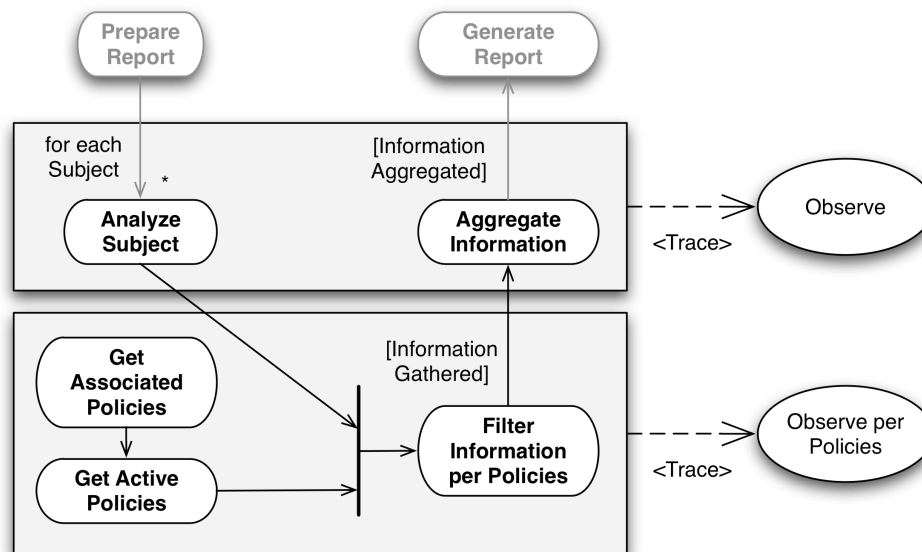 Prepare
Report
Generate
Report
for each
Subject
*
[Information
Aggregated]
Analyze
Subject
Aggregate
Information
Observe
<Trace>
Get
Associated
Policies
[Information
Gathered]
Get Active
Policies
Filter
Information
per Policies
Observe per
Policies
<Trace>